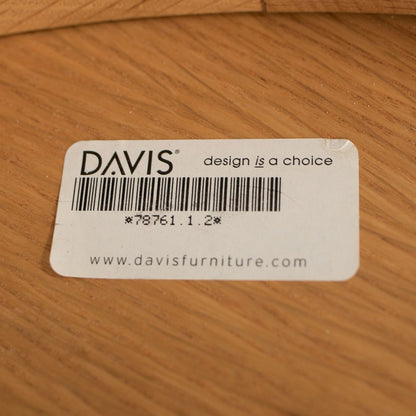 DAVIS® design is a choice
*78761.1.2*
www.davisfurniture.com